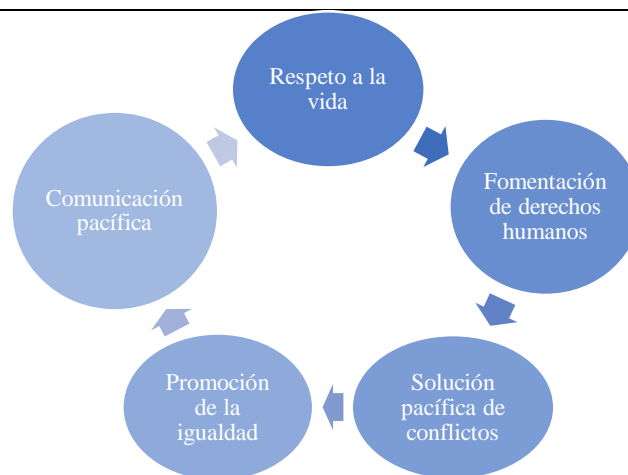 Respeto a la
vida
Fomentación
de derechos
humanos
Solución
pacífica de
conflictos
Promoción
de la
igualdad
Comunicación
pacífica